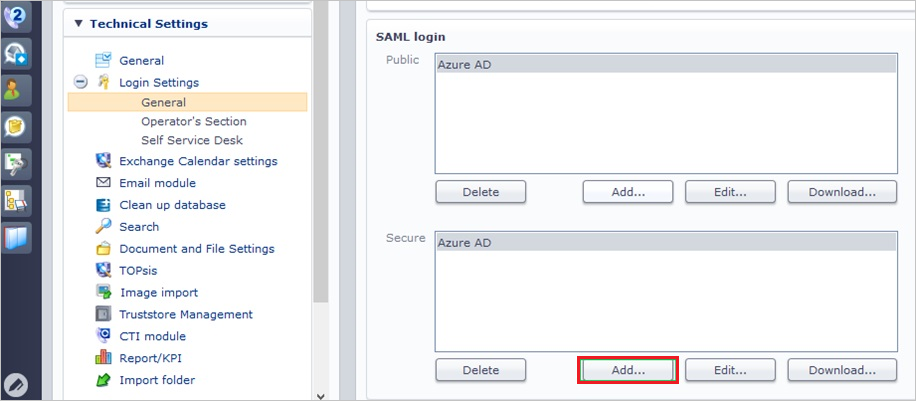 Technical Settings
General
Login Settings
General
Operator's Section
Self Service Desk
Exchange Calendar settings
Email module
Clean up database
Search
Document and File Settings
TOPsis
Image import
Truststore Management
CTI module
Report/KPI
Import folder
SAML login
Public
Azure AD
Delete
Add...
Edit...
Download...
Secure
Azure AD
Delete
Add...
Edit...
Download...
2